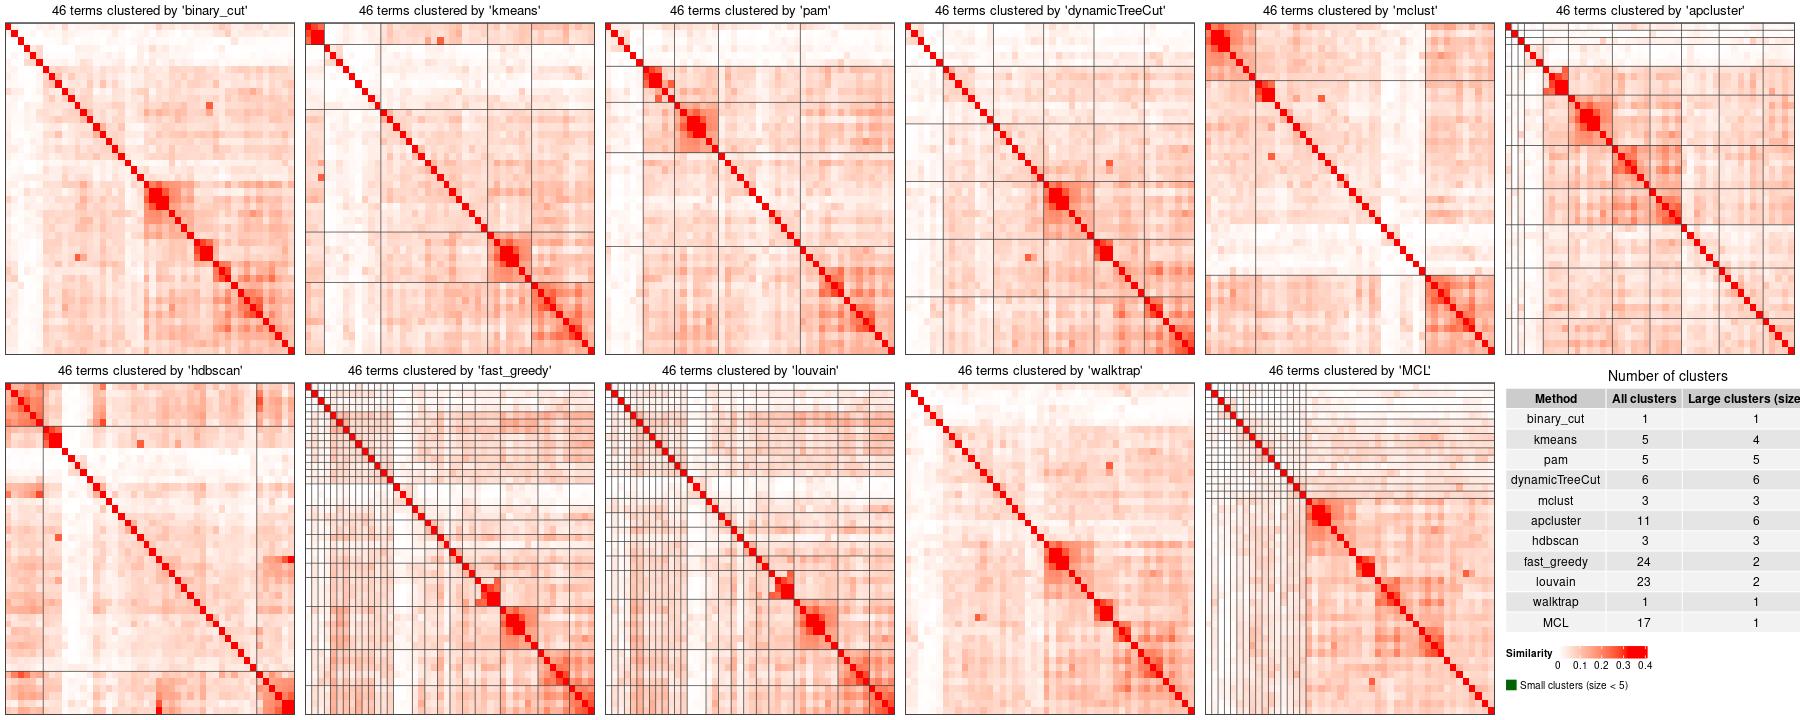 46 terms clustered by 'binary_cut'
46 terms clustered by 'kmeans'
46 terms clustered by 'pam'
46 terms clustered by 'dynamicTreeCut'
46 terms clustered by 'mclust'
46 terms clustered by 'apcluster'
46 terms clustered by 'hdbscan'
46 terms clustered by 'fast_greedy'
46 terms clustered by 'louvain'
46 terms clustered by 'walktrap'
46 terms clustered by 'MCL'
Number of clusters
Method All clusters Large clusters (size
binary_cut 1 1
kmeans 5 4
pam 5 5
dynamicTreeCut 6 6
mclust 3 3
apcluster 11 6
hdbscan 3 3
fast_greedy 24 2
louvain 23 2
walktrap 1 1
MCL 17 1
Similarity
0 0.1 0.2 0.3 0.4
Small clusters (size < 5)